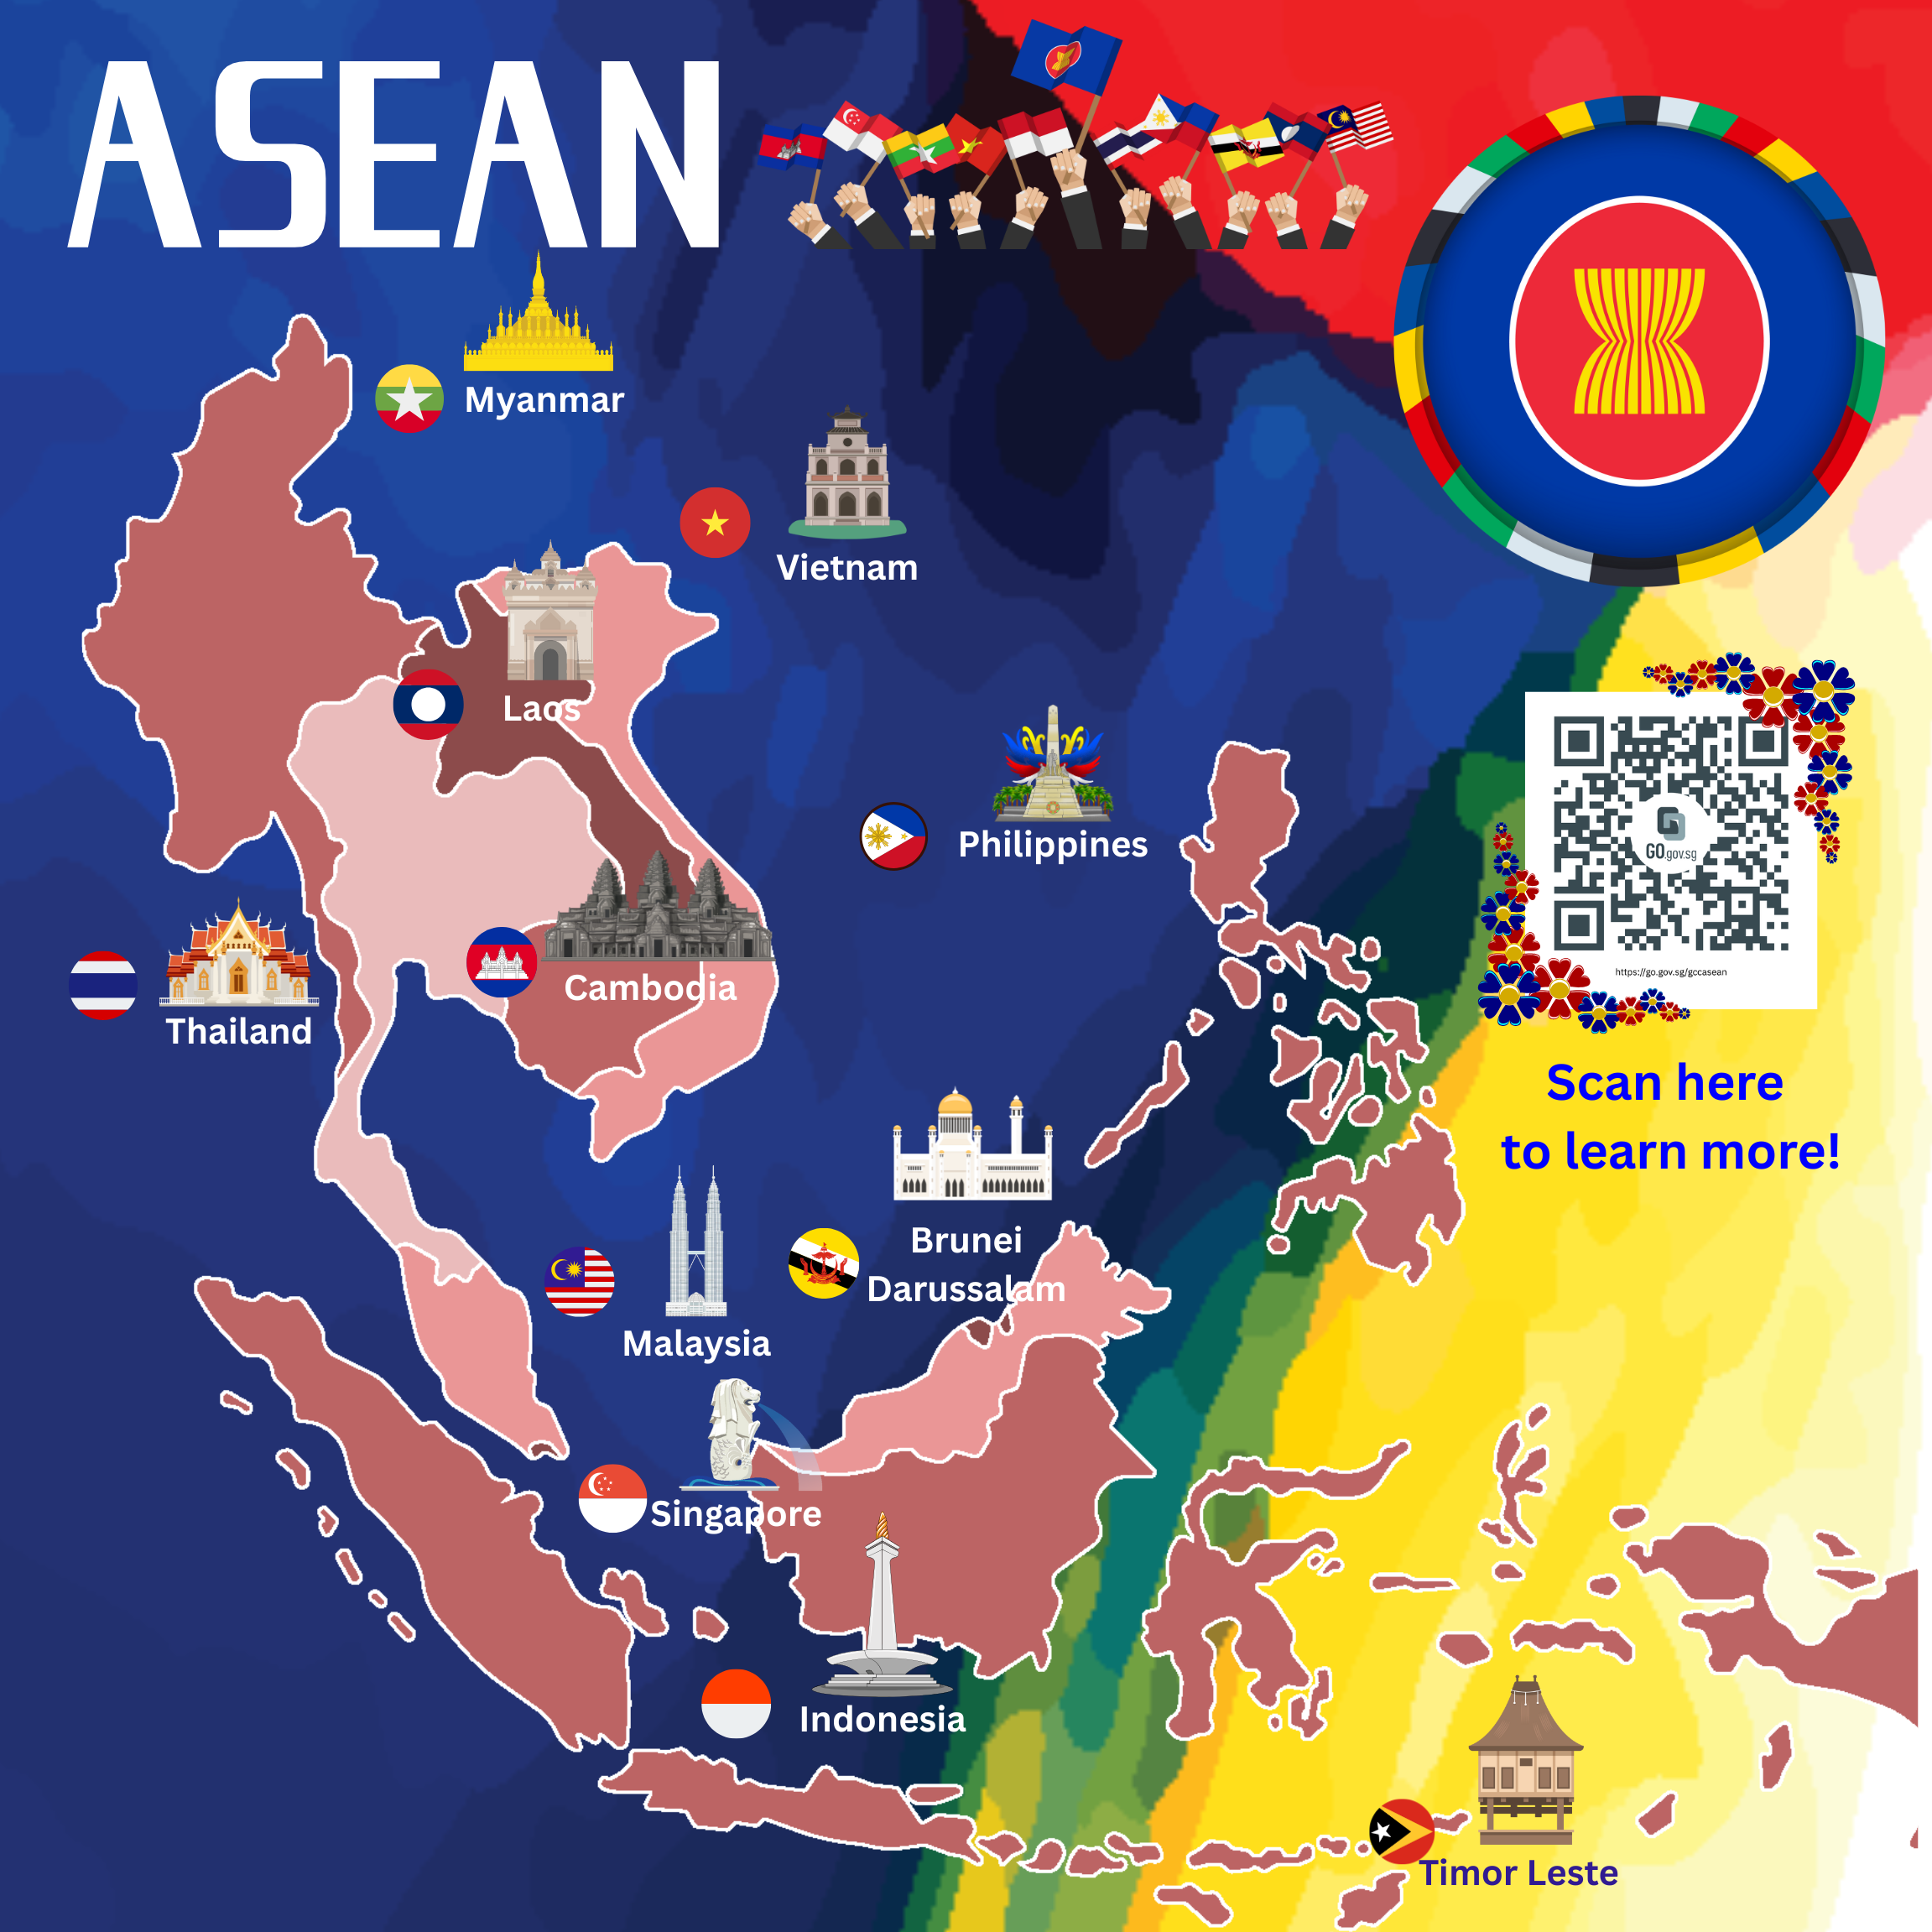 ASEAN
Myanmar
Vietnam
Laos
Philippines
GO.gov.sg
https://go.gov.sg/gccasean
Cambodia
Thailand
Scan here
to learn more!
Brunei
Darussalam
Malaysia
Singapore
Indonesia
Timor Leste